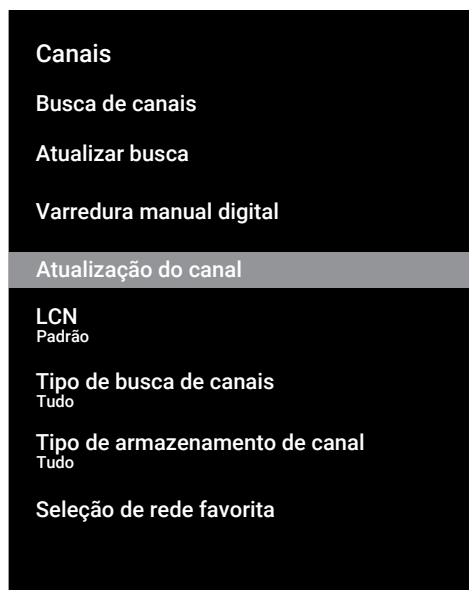 Canais
Busca de canais
Atualizar busca
Varredura manual digital
Atualização do canal
LCN
Padrão
Tipo de busca de canais
Tudo
Tipo de armazenamento de canal
Tudo
Seleção de rede favorita